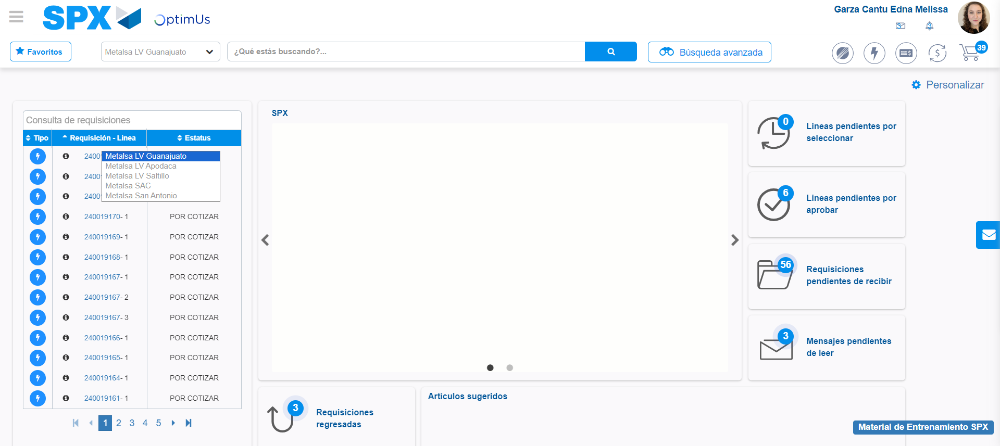 SPX
OptimUs
Garza Cantu Edna Melissa
3
3
Favoritos
Metalsa LV Guanajuato
¿Qué estás buscando?...
Búsqueda avanzada
39
Personalizar
Consulta de requisiciones
Tipo
Requisición - Línea
Estatus
2400
Metalsa LV Guanajuato
Metalsa LV Apodaca
2400
Metalsa LV Saltillo
Metalsa SAC
2400
Metalsa San Antonio
240019170- 1 POR COTIZAR
240019169- 1 POR COTIZAR
240019168- 1 POR COTIZAR
240019167- 1 POR COTIZAR
240019167- 2 POR COTIZAR
240019167- 3 POR COTIZAR
240019166- 1 POR COTIZAR
240019165- 1 POR COTIZAR
240019164- 1 POR COTIZAR
240019161- 1 POR COTIZAR
1 2 3 4 5
SPX
0
Lineas pendientes por
seleccionar
6
Lineas pendientes por
aprobar
56
Requisiciones
pendientes de recibir
3
Mensajes pendientes
de leer
3
Requisiciones
regresadas
Artículos sugeridos
Material de Entrenamiento SPX